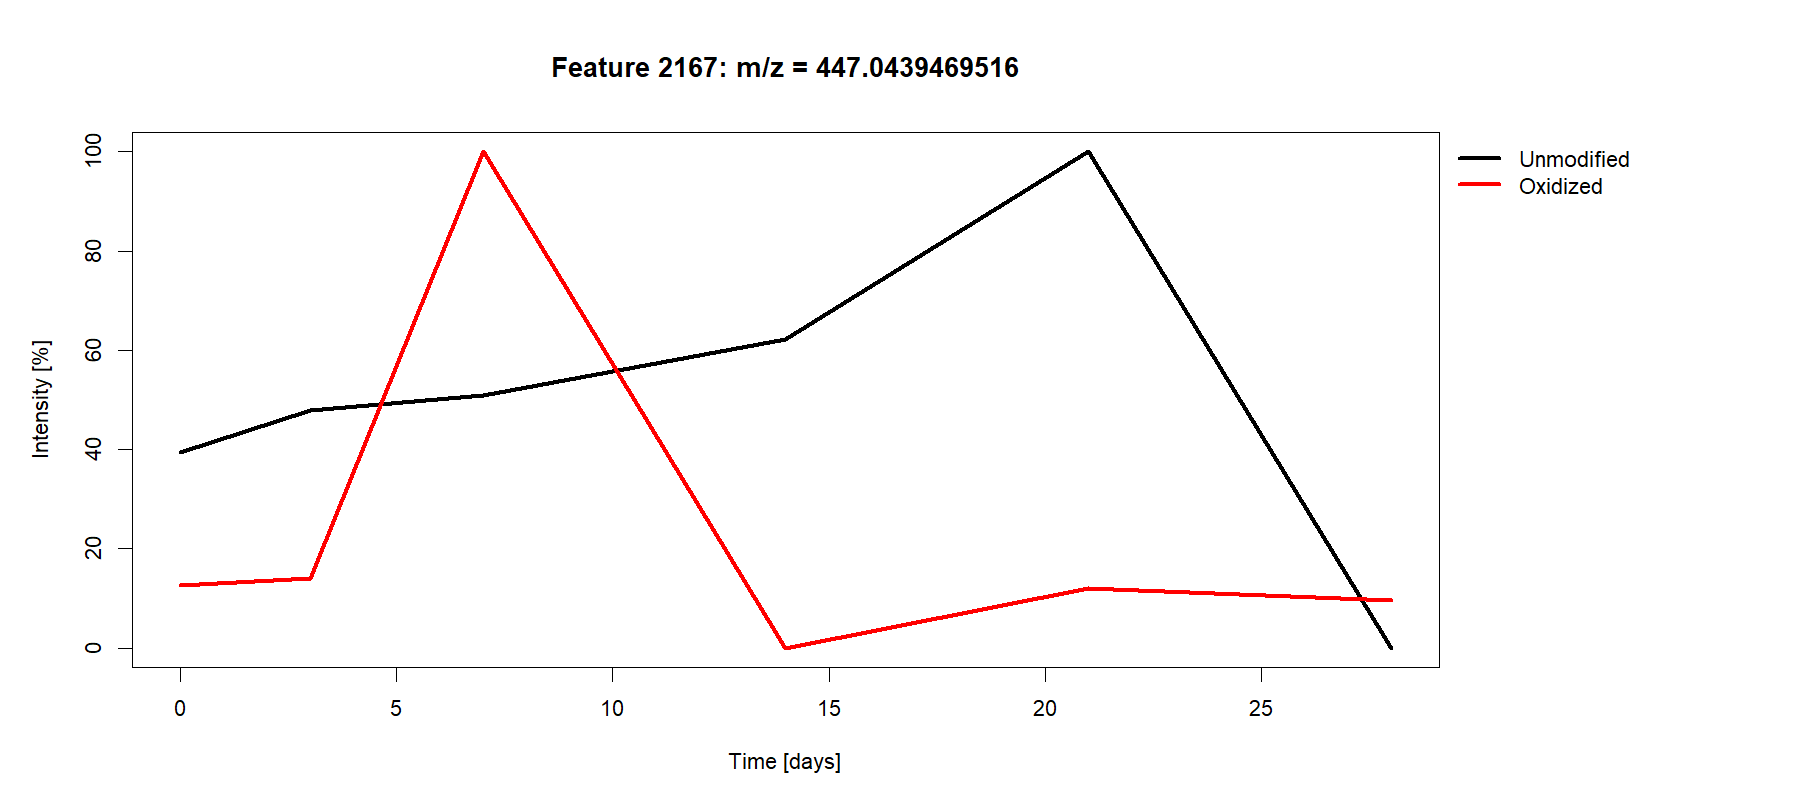 Feature 2167: m/z = 447.0439469516
Unmodified
Oxidized
Intensity [%]
100
80
60
40
20
0
0 5 10 15 20 25
Time [days]